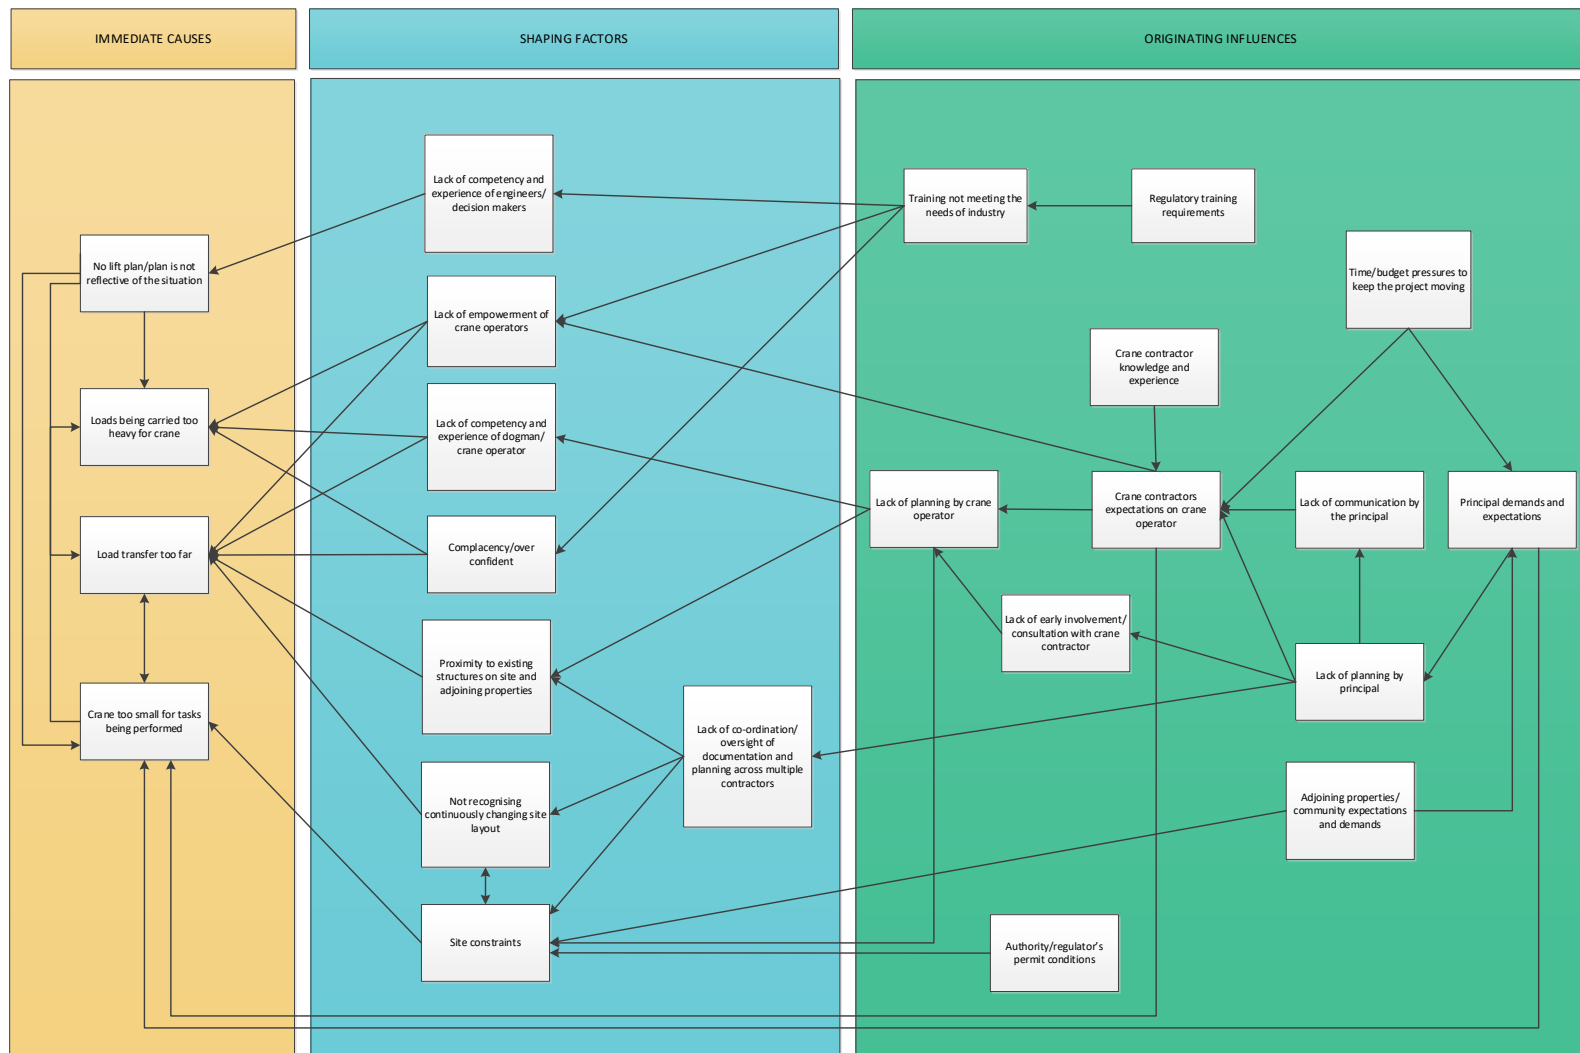 IMMEDIATE CAUSES
SHAPING FACTORS
ORIGINATING INFLUENCES
No lift plan/plan is not
reflective of the situation
Loads being carried too
heavy for crane
Load transfer too far
Crane too small for tasks
being performed
Lack of competency and
experience of engineers/
decision makers
Lack of empowerment of
crane operators
Lack of competency and
experience of dogman/
crane operator
Complacency/over
confident
Proximity to existing
structures on site and
adjoining properties
Not recognising
continuously changing site
layout
Site constraints
Lack of co-ordination/
oversight of
documentation and
planning across multiple
contractors
Training not meeting the
needs of industry
Regulatory training
requirements
Time/budget pressures to
keep the project moving
Crane contractor
knowledge and
experience
Lack of planning by crane
operator
Crane contractors
expectations on crane
operator
Lack of communication by
the principal
Principal demands and
expectations
Lack of early involvement/
consultation with crane
contractor
Lack of planning by
principal
Adjoining properties/
community expectations
and demands
Authority/regulator's
permit conditions